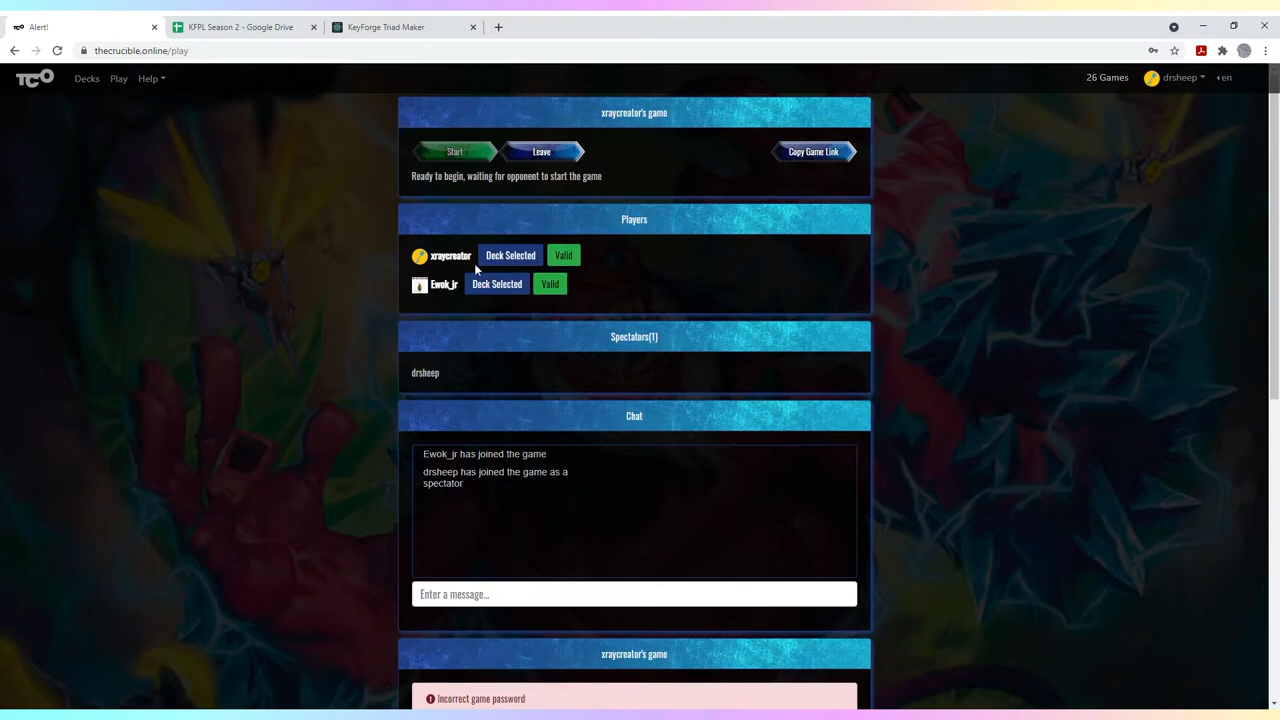 Alert!
KFPL Season 2 - Google Drive
KeyForge Triad Maker
thecrucible.online/play
TCO
Decks
Play
Help
26 Games
drsheep
en
xraycreator's game
Start
Leave
Copy Game Link
Ready to begin, waiting for opponent to start the game
Players
xraycreator
Deck Selected
Valid
Ewok_jr
Deck Selected
Valid
Spectators(1)
drsheep
Chat
Ewok_jr has joined the game
drsheep has joined the game as a
spectator
Enter a message...
xraycreator's game
Incorrect game password